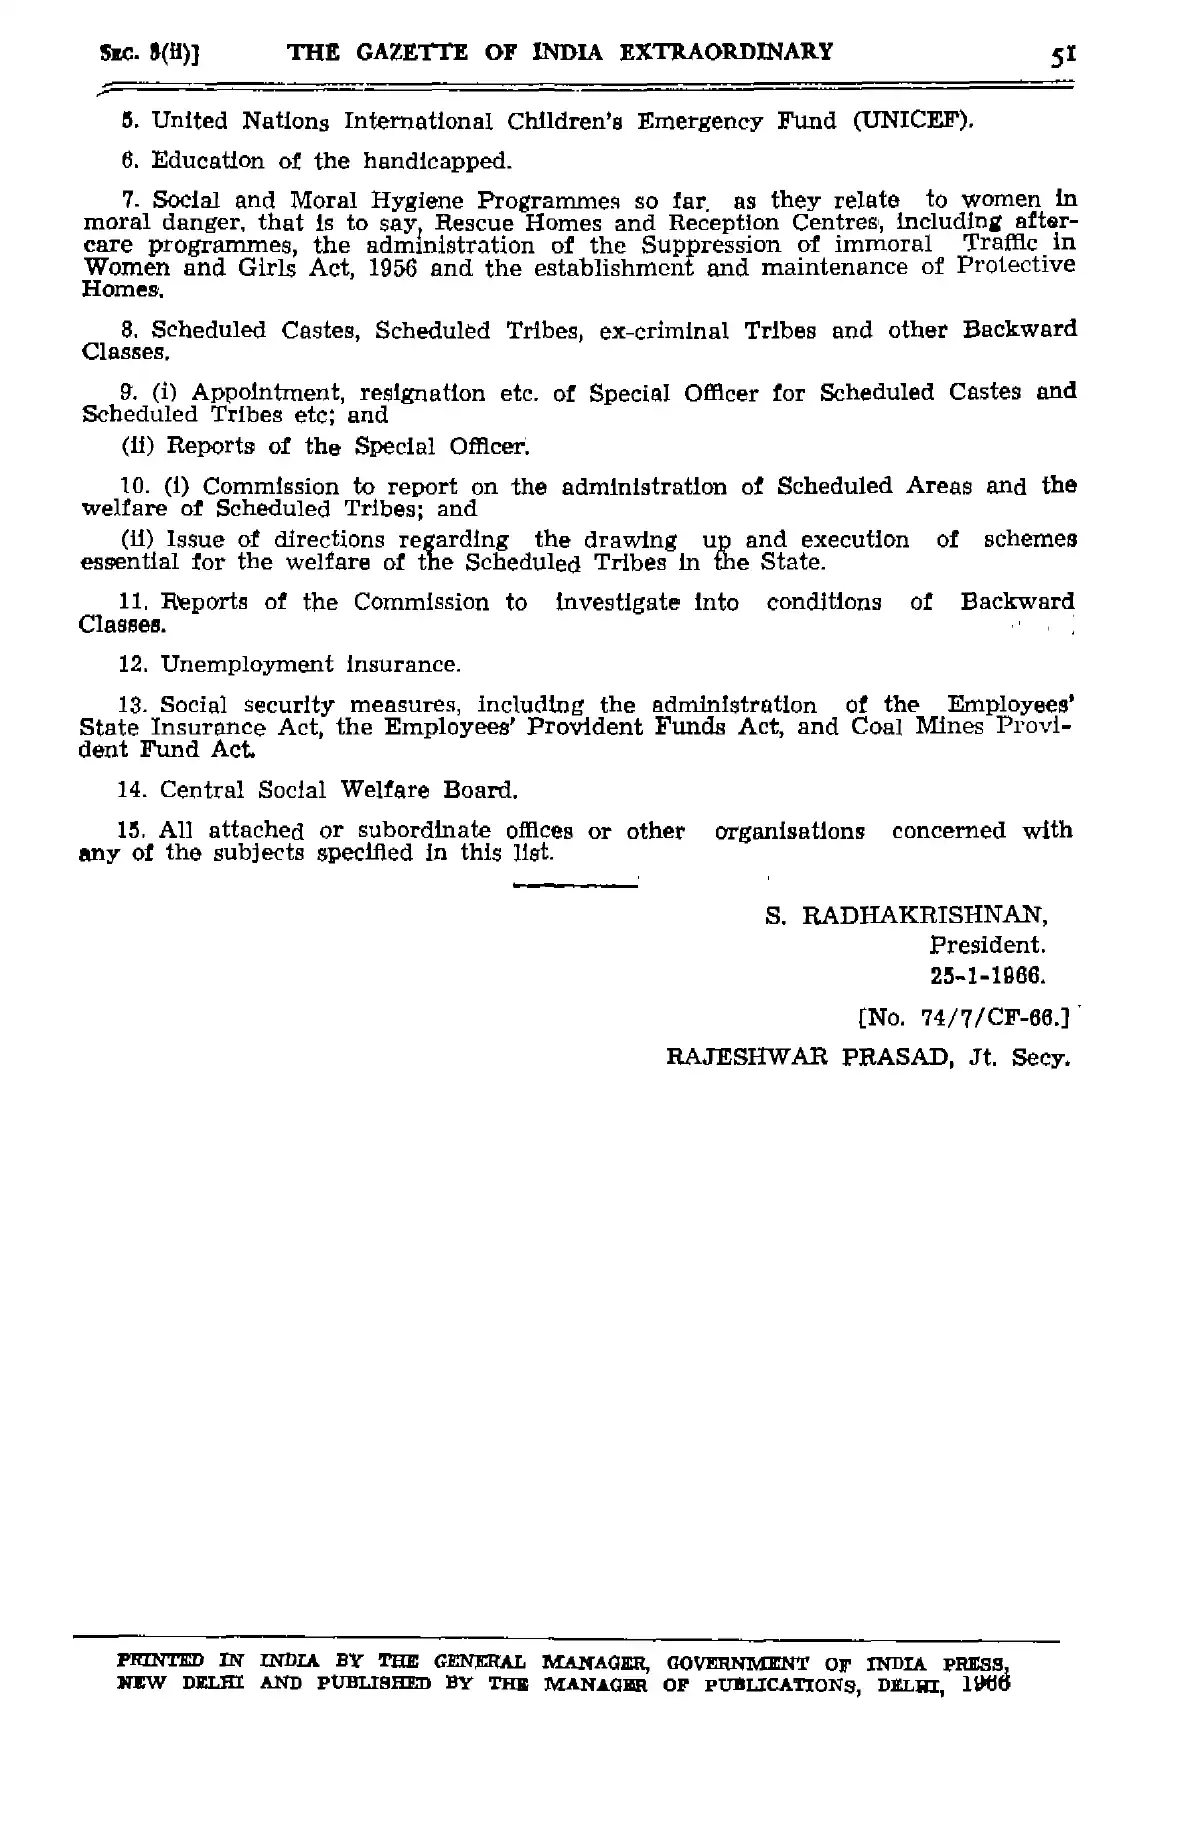 SEC. 3(ii)] THE GAZETTE OF INDIA EXTRAORDINARY 51
5. United Nations International Children's Emergency Fund (UNICEF).
6. Education of the handicapped.
7. Social and Moral Hygiene Programmes so far. as they relate to women in
moral danger, that is to say, Rescue Homes and Reception Centres, including after-
care programmes, the administration of the Suppression of immoral Traffic in
Women and Girls Act, 1956 and the establishment and maintenance of Protective
Homes.
8. Scheduled Castes, Scheduled Tribes, ex-criminal Tribes and other Backward
Classes.
9. (i) Appointment, resignation etc. of Special Officer for Scheduled Castes and
Scheduled Tribes etc; and
(ii) Reports of the Special Officer.
10. (i) Commission to report on the administration of Scheduled Areas and the
welfare of Scheduled Tribes; and
(ii) Issue of directions regarding the drawing up and execution of schemes
essential for the welfare of the Scheduled Tribes in the State.
11. Reports of the Commission to investigate into conditions of Backward
Classes.
12. Unemployment insurance.
13. Social security measures, including the administration of the Employees'
State Insurance Act, the Employees' Provident Funds Act, and Coal Mines Provi-
dent Fund Act.
14. Central Social Welfare Board.
15. All attached or subordinate offices or other organisations concerned with
any of the subjects specified in this list.
S. RADHAKRISHNAN,
President.
25-1-1966.
[No. 74/7/CF-66.]
RAJESHWAR PRASAD, Jt. Secy.
PRINTED IN INDIA BY THE GENERAL MANAGER, GOVERNMENT OF INDIA PRESS,
NEW DELHI AND PUBLISHED BY THE MANAGER OF PUBLICATIONS, DELHI, 1966